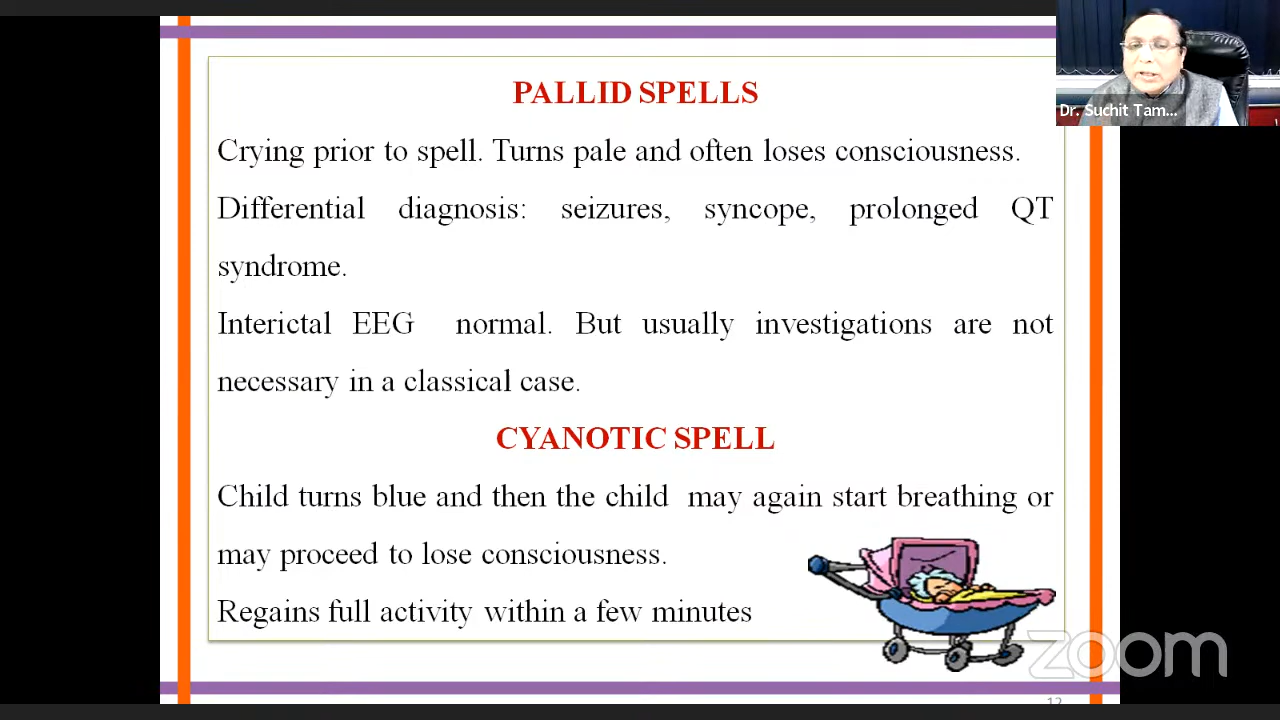 PALLID SPELLS
Dr. Suchit Tam...
Crying prior to spell. Turns pale and often loses consciousness.
Differential diagnosis: seizures, syncope, prolonged QT
syndrome.
Interictal EEG normal. But usually investigations are not
necessary in a classical case.
CYANOTIC SPELL
Child turns blue and then the child may again start breathing or
may proceed to lose consciousness.
Regains full activity within a few minutes
zoom
12